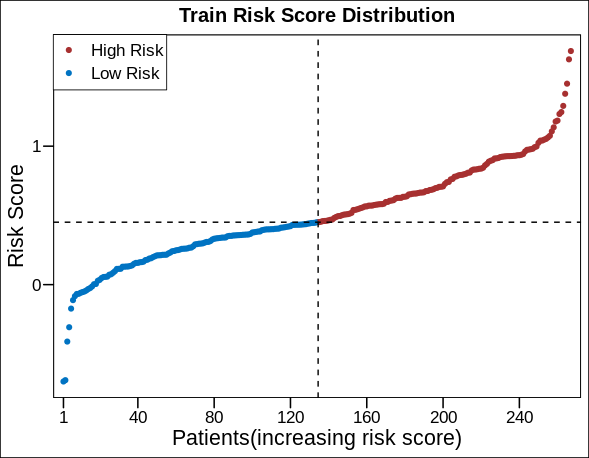 Train Risk Score Distribution
High Risk
Low Risk
Risk Score
1
0
1 40 80 120 160 200 240
Patients(increasing risk score)